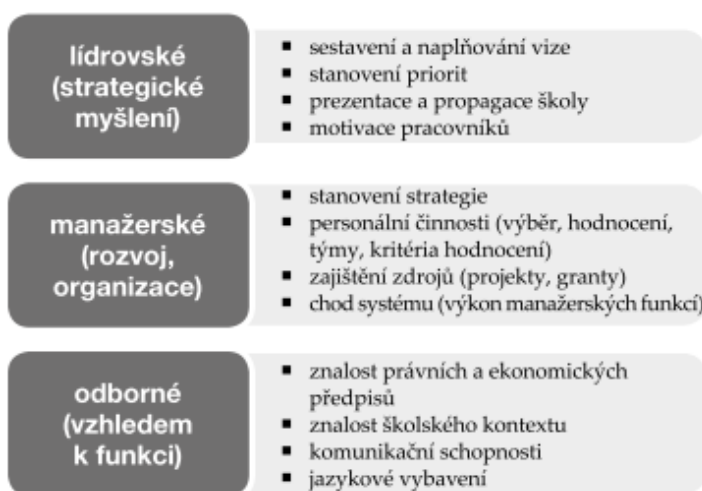 lídrovské
(strategické
myšlení)
▪ sestavení a naplňování vize
▪ stanovení priorit
▪ prezentace a propagace školy
▪ motivace pracovníků
manažerské
(rozvoj,
organizace)
▪ stanovení strategie
▪ personální činnosti (výběr, hodnocení,
týmy, kritéria hodnocení)
▪ zajištění zdrojů (projekty, granty)
▪ chod systému (výkon manažerských funkcí)
odborné
(vzhledem
k funkci)
▪ znalost právních a ekonomických
předpisů
▪ znalost školského kontextu
▪ komunikační schopnosti
▪ jazykové vybavení